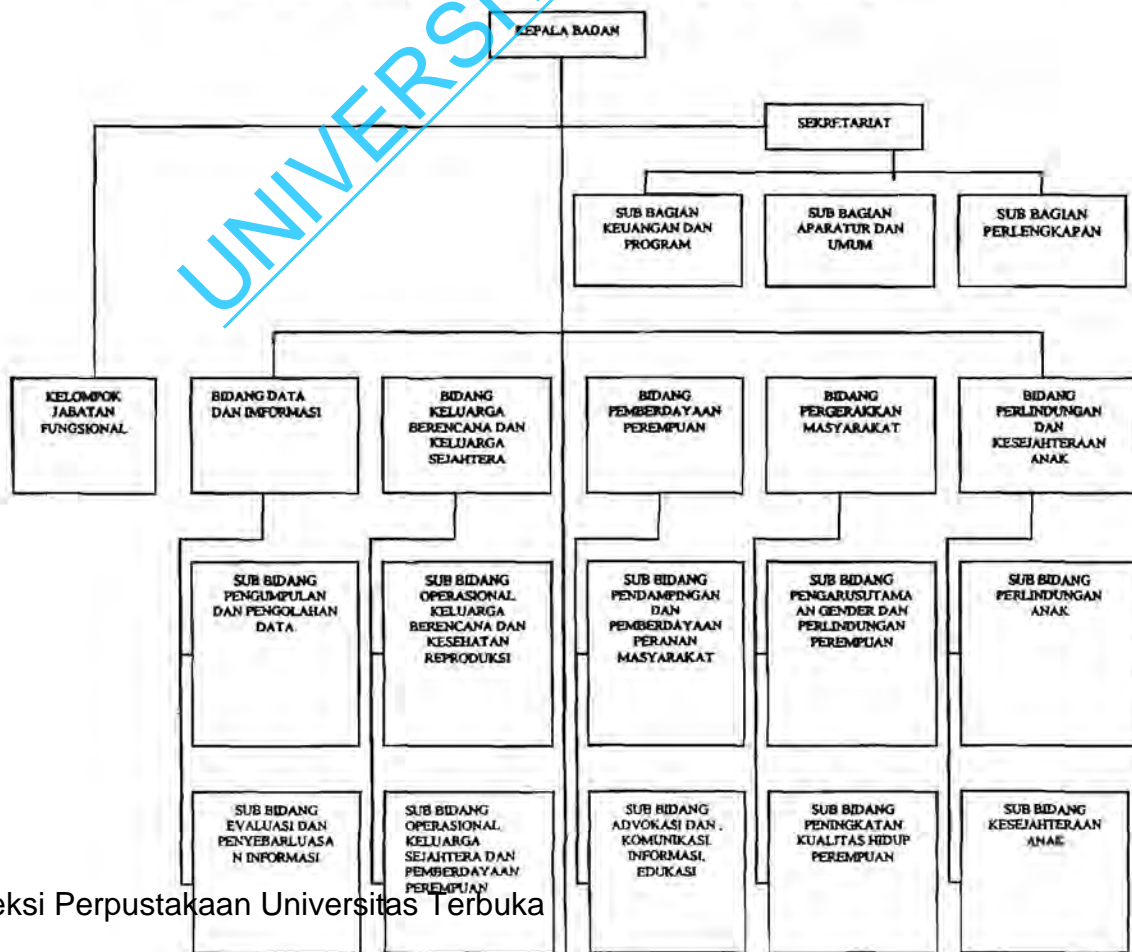 KEPALA BADAN
UNIVERSI
SEKRETARIAT
SUB BAGIAN
KEUANGAN DAN
PROGRAM
SUB BAGIAN
APARATUR DAN
UMUM
SUB BAGIAN
PERLENGKAPAN
KELOMPOK
JABATAN
FUNGSIONAL
BIDANG DATA
DAN IMFORMASI
BIDANG
KELUARGA
BERENCANA DAN
KELUARGA
SEJAHTERA
BIDANG
PEMBERDAYAAN
PEREMPUAN
BIDANG
PERGERAKKAN
MASYARAKAT
BIDANG
PERLINDUNGAN
DAN
KESEJAHTERAAN
ANAK
SUB BIDANG
PENGUMPULAN
DAN PENGOLAHAN
DATA
SUB BIDANG
OPERASIONAL
KELUARGA
BERENCANA DAN
KESEHATAN
REPRODUKSI
SUB BIDANG
PENDAMPINGAN
DAN
PEMBERDAYAAN
PERANAN
MASYARAKAT
SUB BIDANG
PENGARUSUTAMA
AN GENDER DAN
PERLINDUNGAN
PEREMPUAN
SUB BIDANG
PERLINDUNGAN
ANAK
SUB BIDANG
EVALUASI DAN
PENYEBARLUASA
N INFORMASI
SUB BIDANG
OPERASIONAL
KELUARGA
SEJAHTERA DAN
PEMBERDAYAAN
PEREMPUAN
SUB BIDANG
ADVOKASI DAN
KOMUNIKASI
INFORMASI,
EDUKASI
SUB BIDANG
PENINGKATAN
KUALITAS HIDUP
PEREMPUAN
SUB BIDANG
KESEJAHTERAAN
ANAK
eksi Perpustakaan Universitas Terbuka